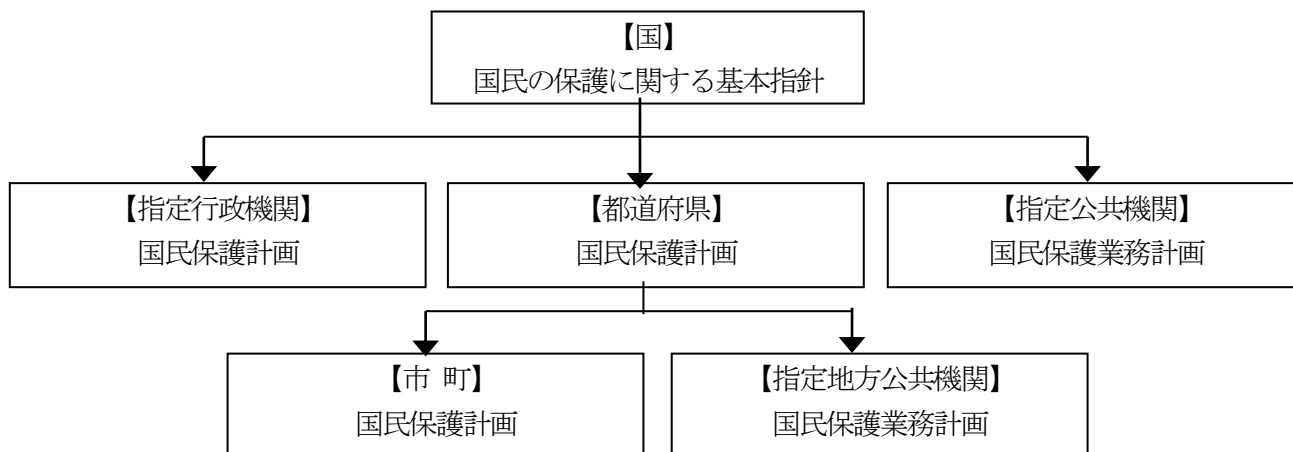 【国】
国民の保護に関する基本指針
【指定行政機関】
国民保護計画
【都道府県】
国民保護計画
【指定公共機関】
国民保護業務計画
【市 町】
国民保護計画
【指定地方公共機関】
国民保護業務計画